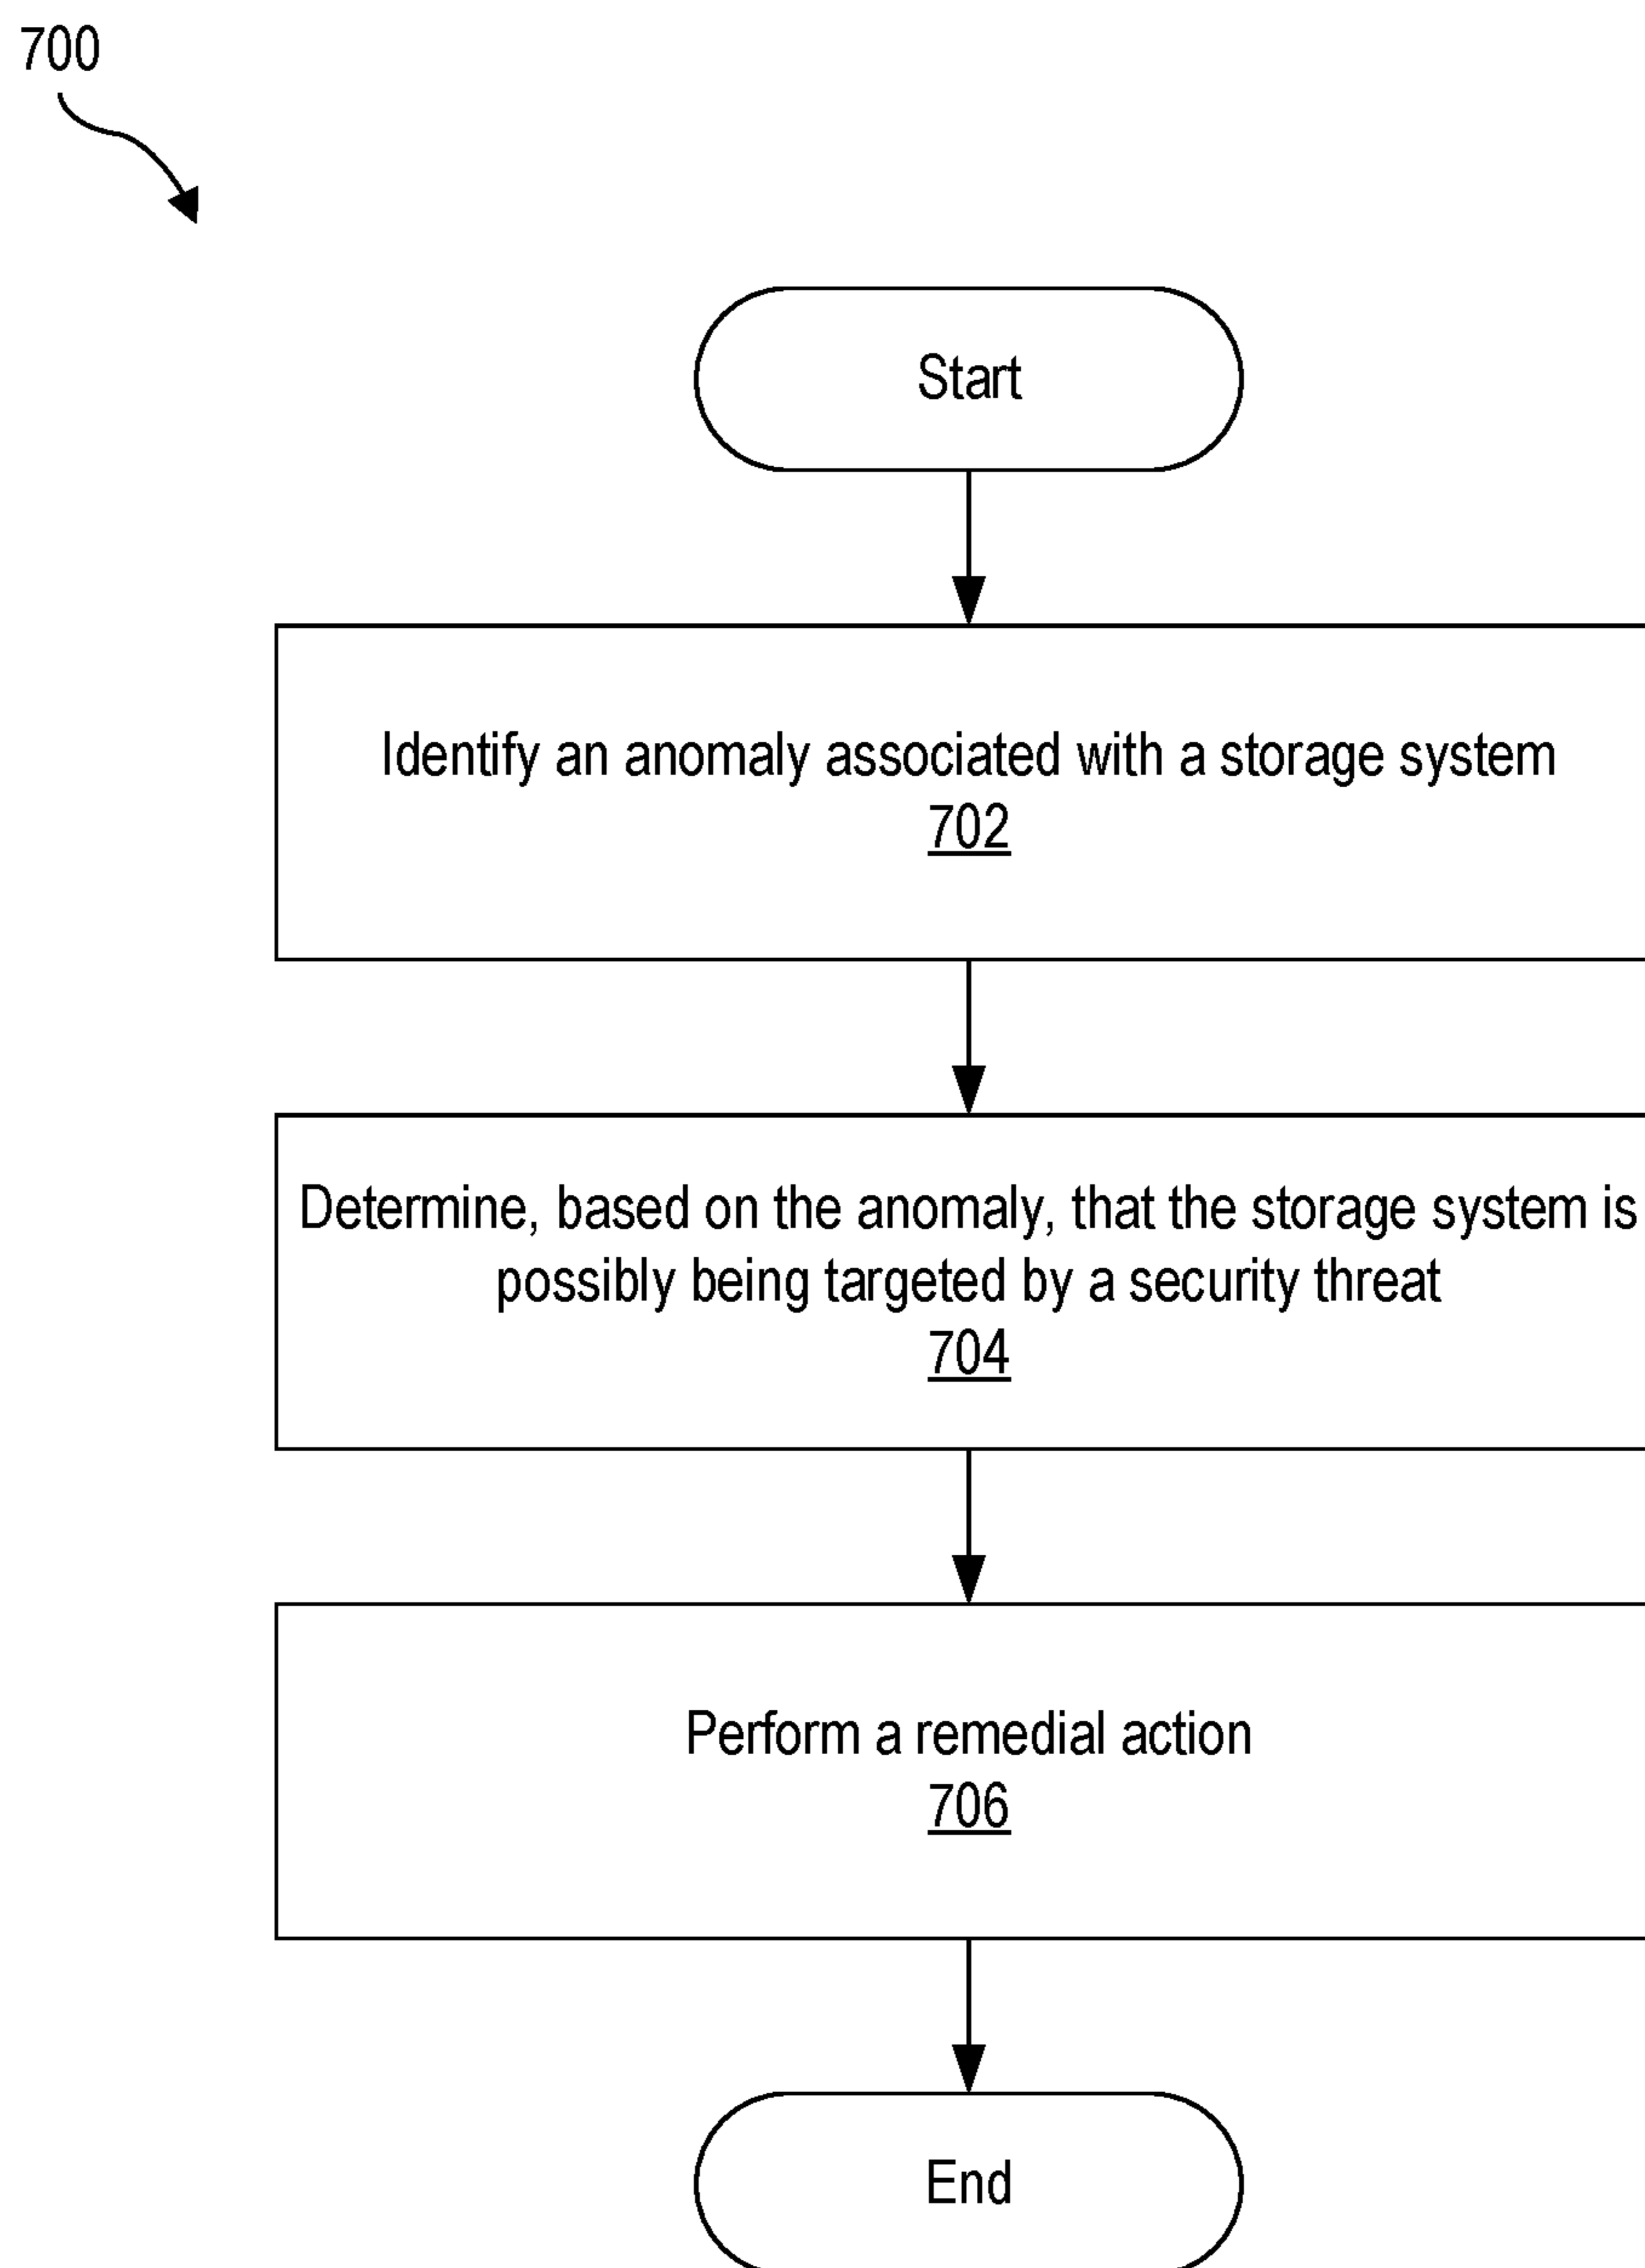 700
Start
Identify an anomaly associated with a storage system
702
Determine, based on the anomaly, that the storage system is
possibly being targeted by a security threat
704
Perform a remedial action
706
End